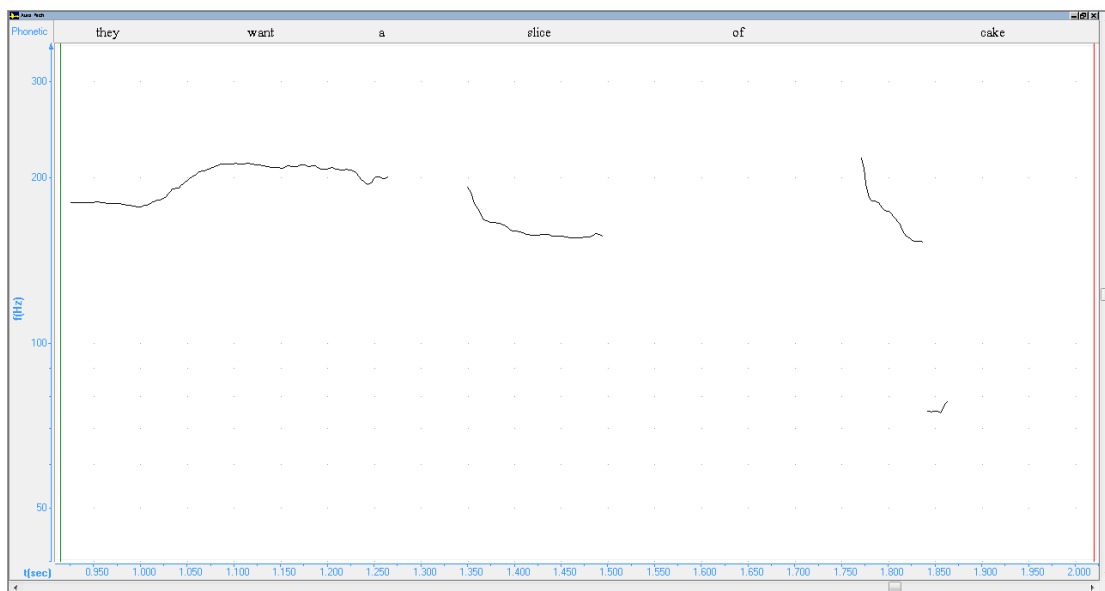 Auto Pitch
Phonetic they want a slice of cake
300
200
f(Hz)
100
50
t(sec) 0.950 1.000 1.050 1.100 1.150 1.200 1.250 1.300 1.350 1.400 1.450 1.500 1.550 1.600 1.650 1.700 1.750 1.800 1.850 1.900 1.950 2.000